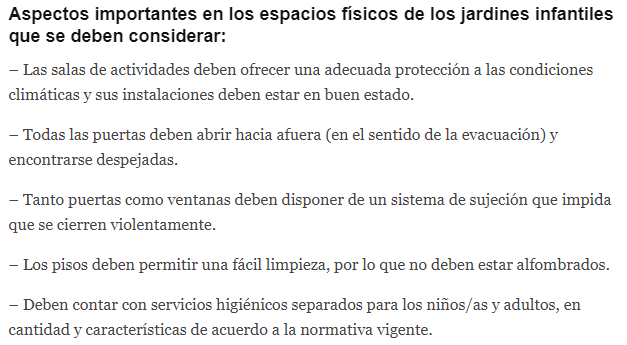 Aspectos importantes en los espacios físicos de los jardines infantiles
que se deben considerar:
– Las salas de actividades deben ofrecer una adecuada protección a las condiciones
climáticas y sus instalaciones deben estar en buen estado.
– Todas las puertas deben abrir hacia afuera (en el sentido de la evacuación) y
encontrarse despejadas.
– Tanto puertas como ventanas deben disponer de un sistema de sujeción que impida
que se cierren violentamente.
– Los pisos deben permitir una fácil limpieza, por lo que no deben estar alfombrados.
– Deben contar con servicios higiénicos separados para los niños/as y adultos, en
cantidad y características de acuerdo a la normativa vigente.